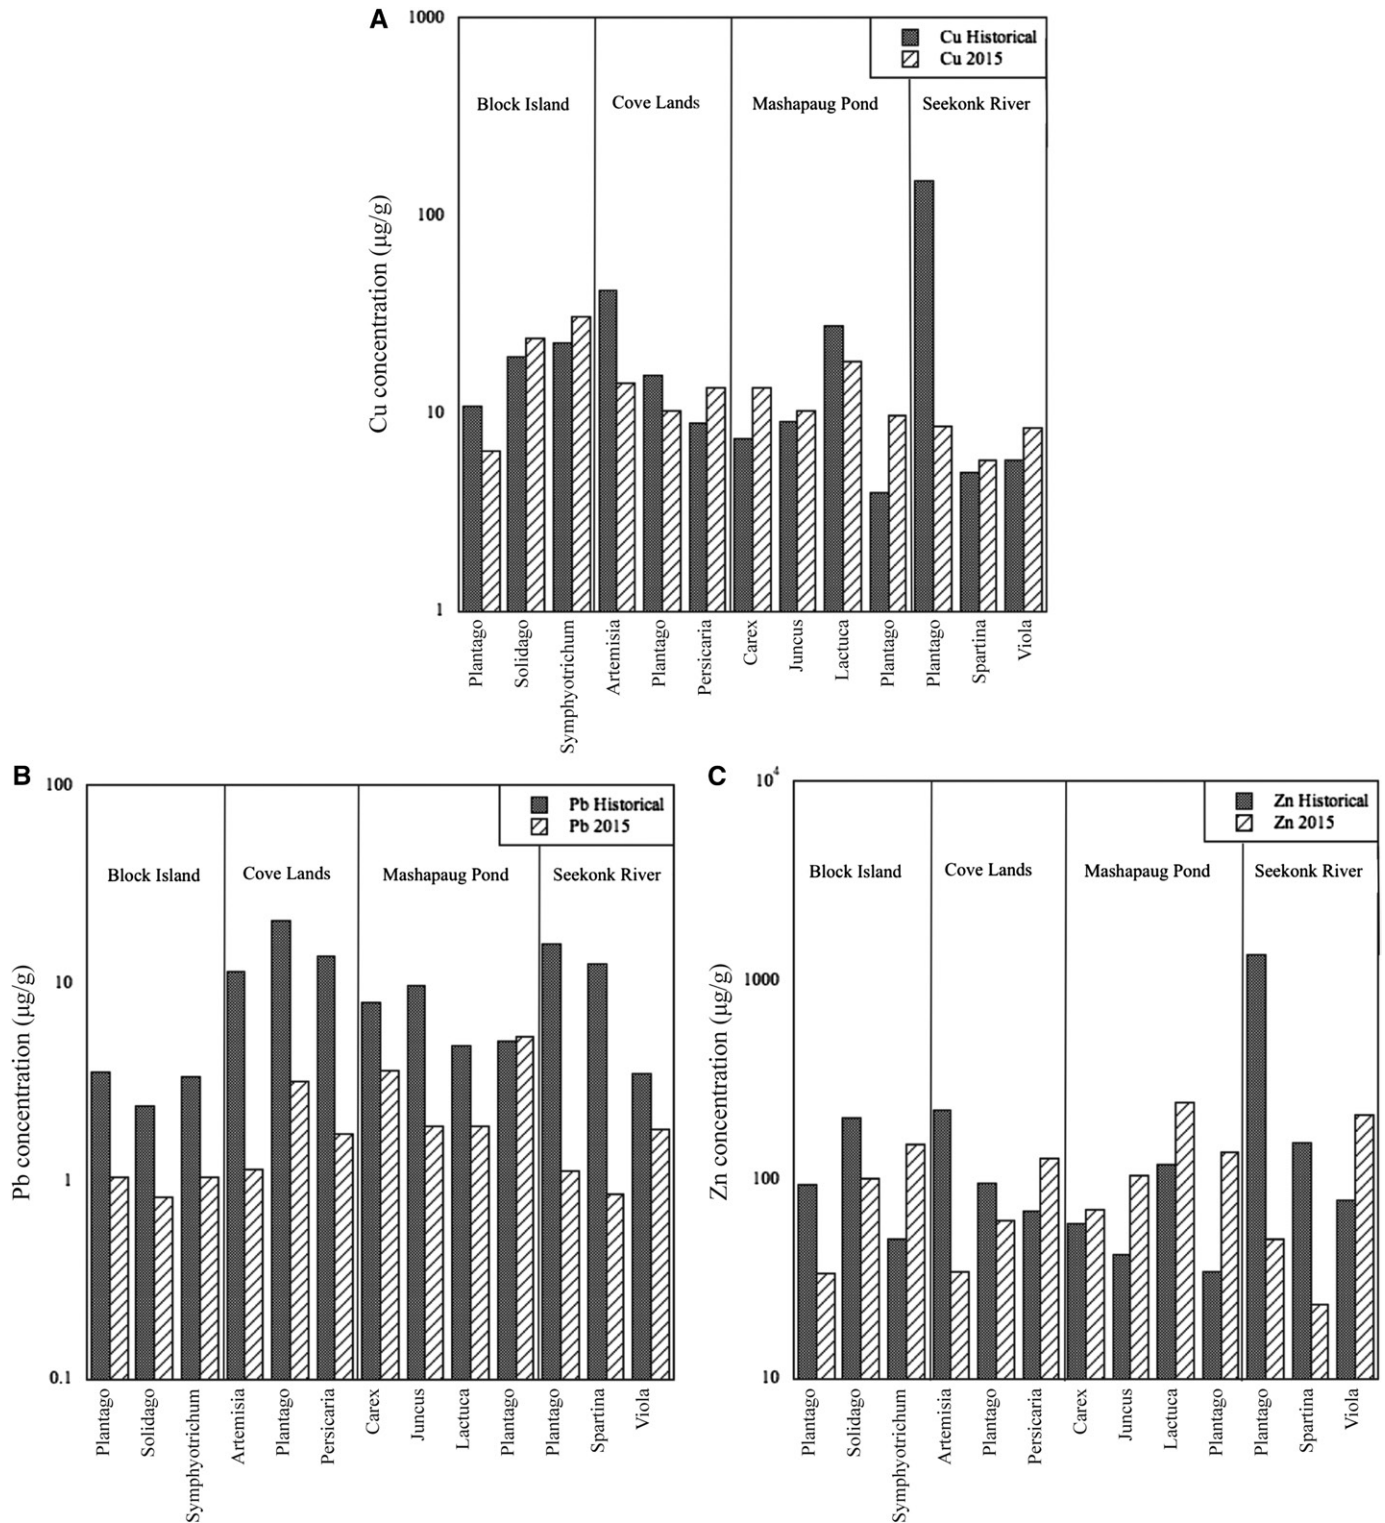 A
1000
Cu Historical
Cu 2015
Block Island
Cove Lands
Mashapaug Pond
Seekonk River
100
10
1
Cu concentration (µg/g)
Plantago
Solidago
Symphyotrichum
Artemisia
Plantago
Persicaria
Carex
Juncus
Lactuca
Plantago
Plantago
Spartina
Viola
B
100
Pb Historical
Pb 2015
Block Island
Cove Lands
Mashapaug Pond
Seekonk River
10
1
0.1
Pb concentration (µg/g)
Plantago
Solidago
Symphyotrichum
Artemisia
Plantago
Persicaria
Carex
Juncus
Lactuca
Plantago
Plantago
Spartina
Viola
C
10⁴
Zn Historical
Zn 2015
Block Island
Cove Lands
Mashapaug Pond
Seekonk River
1000
100
10
Zn concentration (µg/g)
Plantago
Solidago
Symphyotrichum
Artemisia
Plantago
Persicaria
Carex
Juncus
Lactuca
Plantago
Plantago
Spartina
Viola